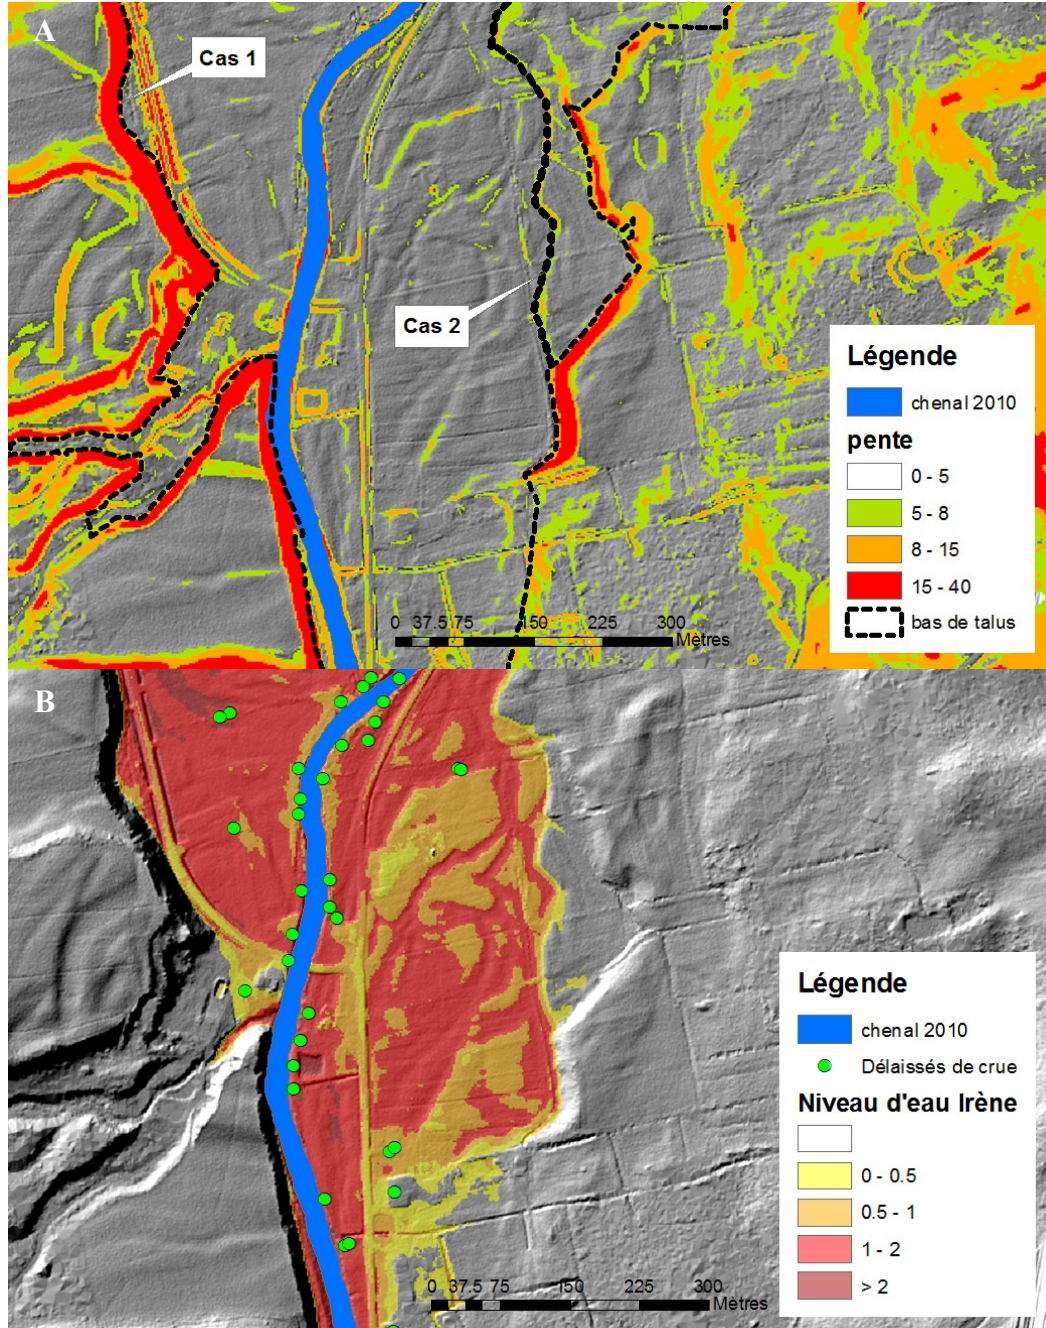 A
Cas 1
Cas 2
Légende
chenal 2010
pente
0 - 5
5 - 8
8 - 15
15 - 40
bas de talus
0 37.5 75 150 225 300
Mètres
B
Légende
chenal 2010
Délaissés de crue
Niveau d'eau Irène
0 - 0.5
0.5 - 1
1 - 2
> 2
0 37.5 75 150 225 300
Mètres